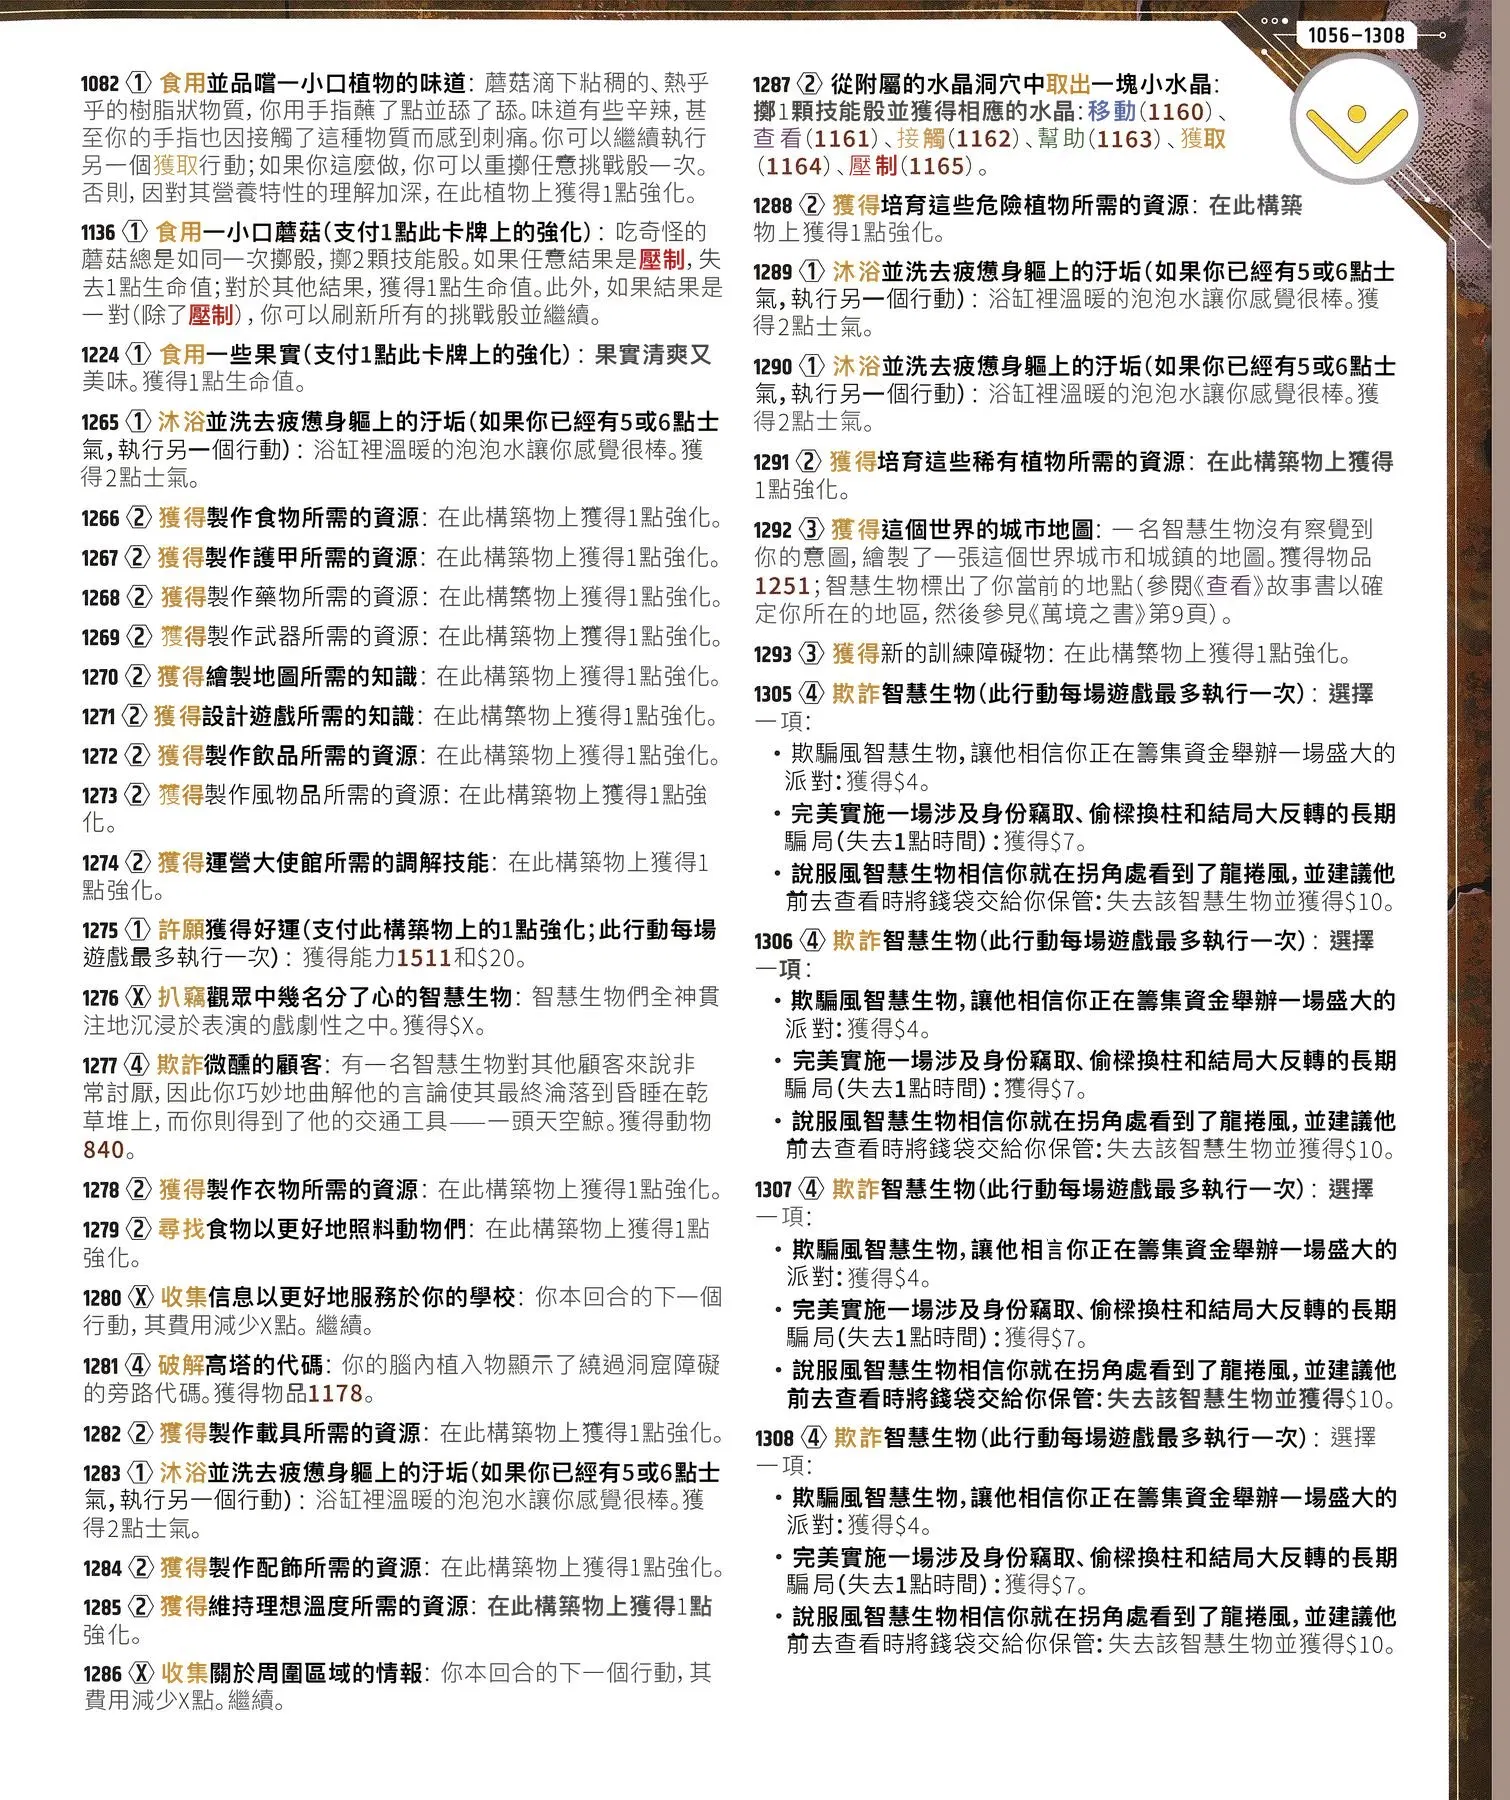 1056–1308
1082 ① 食用並品嚐一小口植物的味道：蘑菇滴下粘稠的、熱乎
乎的樹脂狀物質，你用手指蘸了點並舔了舔。味道有些辛辣，甚
至你的手指也因接觸了這種物質而感到刺痛。你可以繼續執行
另一個獲取行動；如果你這麼做，你可以重擲任意挑戰骰一次。
否則，因對其營養特性的理解加深，在此植物上獲得1點強化。
1136 ① 食用一小口蘑菇（支付1點此卡牌上的強化）：吃奇怪的
蘑菇總是如同一次擲骰，擲2顆技能骰。如果任意結果是壓制，失
去1點生命值；對於其他結果，獲得1點生命值。此外，如果結果是
一對（除了壓制），你可以刷新所有的挑戰骰並繼續。
1224 ① 食用一些果實（支付1點此卡牌上的強化）：果實清爽又
美味。獲得1點生命值。
1265 ① 沐浴並洗去疲憊身軀上的汙垢（如果你已經有5或6點士
氣，執行另一個行動）：浴缸裡溫暖的泡泡水讓你感覺很棒。獲
得2點士氣。
1266 ② 獲得製作食物所需的資源：在此構築物上獲得1點強化。
1267 ② 獲得製作護甲所需的資源：在此構築物上獲得1點強化。
1268 ② 獲得製作藥物所需的資源：在此構築物上獲得1點強化。
1269 ② 獲得製作武器所需的資源：在此構築物上獲得1點強化。
1270 ② 獲得繪製地圖所需的知識：在此構築物上獲得1點強化。
1271 ② 獲得設計遊戲所需的知識：在此構築物上獲得1點強化。
1272 ② 獲得製作飲品所需的資源：在此構築物上獲得1點強化。
1273 ② 獲得製作風物品所需的資源：在此構築物上獲得1點強
化。
1274 ② 獲得運營大使館所需的調解技能：在此構築物上獲得1
點強化。
1275 ① 許願獲得好運（支付此構築物上的1點強化；此行動每場
遊戲最多執行一次）：獲得能力1511和$20。
1276 Ⓧ 扒竊觀眾中幾名分了心的智慧生物：智慧生物們全神貫
注地沉浸於表演的戲劇性之中。獲得$X。
1277 ④ 欺詐微醺的顧客：有一名智慧生物對其他顧客來說非
常討厭，因此你巧妙地曲解他的言論使其最終淪落到昏睡在乾
草堆上，而你則得到了他的交通工具——一頭天空鯨。獲得動物
840。
1278 ② 獲得製作衣物所需的資源：在此構築物上獲得1點強化。
1279 ② 尋找食物以更好地照料動物們：在此構築物上獲得1點
強化。
1280 Ⓧ 收集信息以更好地服務於你的學校：你本回合的下一個
行動，其費用減少X點。繼續。
1281 ④ 破解高塔的代碼：你的腦內植入物顯示了繞過洞窟障礙
的旁路代碼。獲得物品1178。
1282 ② 獲得製作載具所需的資源：在此構築物上獲得1點強化。
1283 ① 沐浴並洗去疲憊身軀上的汙垢（如果你已經有5或6點士
氣，執行另一個行動）：浴缸裡溫暖的泡泡水讓你感覺很棒。獲
得2點士氣。
1284 ② 獲得製作配飾所需的資源：在此構築物上獲得1點強化。
1285 ② 獲得維持理想溫度所需的資源：在此構築物上獲得1點
強化。
1286 Ⓧ 收集關於周圍區域的情報：你本回合的下一個行動，其
費用減少X點。繼續。
1287 ② 從附屬的水晶洞穴中取出一塊小水晶：
擲1顆技能骰並獲得相應的水晶：移動（1160）、
查看（1161）、接觸（1162）、幫助（1163）、獲取
（1164）、壓制（1165）。
1288 ② 獲得培育這些危險植物所需的資源：在此構築
物上獲得1點強化。
1289 ① 沐浴並洗去疲憊身軀上的汙垢（如果你已經有5或6點士
氣，執行另一個行動）：浴缸裡溫暖的泡泡水讓你感覺很棒。獲
得2點士氣。
1290 ① 沐浴並洗去疲憊身軀上的汙垢（如果你已經有5或6點士
氣，執行另一個行動）：浴缸裡溫暖的泡泡水讓你感覺很棒。獲
得2點士氣。
1291 ② 獲得培育這些稀有植物所需的資源：在此構築物上獲得
1點強化。
1292 ③ 獲得這個世界的城市地圖：一名智慧生物沒有察覺到
你的意圖，繪製了一張這個世界城市和城鎮的地圖。獲得物品
1251；智慧生物標出了你當前的地點（參閱《查看》故事書以確
定你所在的地區，然後參見《萬境之書》第9頁）。
1293 ③ 獲得新的訓練障礙物：在此構築物上獲得1點強化。
1305 ④ 欺詐智慧生物（此行動每場遊戲最多執行一次）：選擇
一項：
• 欺騙風智慧生物，讓他相信你正在籌集資金舉辦一場盛大的
派對：獲得$4。
• 完美實施一場涉及身份竊取、偷樑換柱和結局大反轉的長期
騙局（失去1點時間）：獲得$7。
• 說服風智慧生物相信你就在拐角處看到了龍捲風，並建議他
前去查看時將錢袋交給你保管：失去該智慧生物並獲得$10。
1306 ④ 欺詐智慧生物（此行動每場遊戲最多執行一次）：選擇
一項：
• 欺騙風智慧生物，讓他相信你正在籌集資金舉辦一場盛大的
派對：獲得$4。
• 完美實施一場涉及身份竊取、偷樑換柱和結局大反轉的長期
騙局（失去1點時間）：獲得$7。
• 說服風智慧生物相信你就在拐角處看到了龍捲風，並建議他
前去查看時將錢袋交給你保管：失去該智慧生物並獲得$10。
1307 ④ 欺詐智慧生物（此行動每場遊戲最多執行一次）：選擇
一項：
• 欺騙風智慧生物，讓他相信你正在籌集資金舉辦一場盛大的
派對：獲得$4。
• 完美實施一場涉及身份竊取、偷樑換柱和結局大反轉的長期
騙局（失去1點時間）：獲得$7。
• 說服風智慧生物相信你就在拐角處看到了龍捲風，並建議他
前去查看時將錢袋交給你保管：失去該智慧生物並獲得$10。
1308 ④ 欺詐智慧生物（此行動每場遊戲最多執行一次）：選擇
一項：
• 欺騙風智慧生物，讓他相信你正在籌集資金舉辦一場盛大的
派對：獲得$4。
• 完美實施一場涉及身份竊取、偷樑換柱和結局大反轉的長期
騙局（失去1點時間）：獲得$7。
• 說服風智慧生物相信你就在拐角處看到了龍捲風，並建議他
前去查看時將錢袋交給你保管：失去該智慧生物並獲得$10。